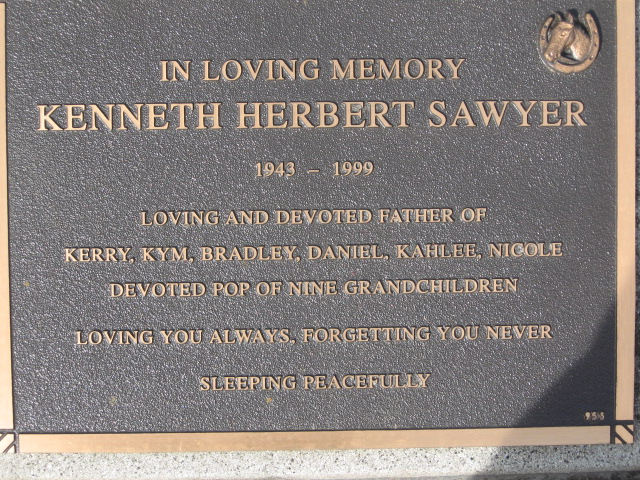 IN LOVING MEMORY
KENNETH HERBERT SAWYER
1943 – 1999
LOVING AND DEVOTED FATHER OF
KERRY, KYM, BRADLEY, DANIEL, KAHLEE, NICOLE
DEVOTED POP OF NINE GRANDCHILDREN
LOVING YOU ALWAYS, FORGETTING YOU NEVER
SLEEPING PEACEFULLY